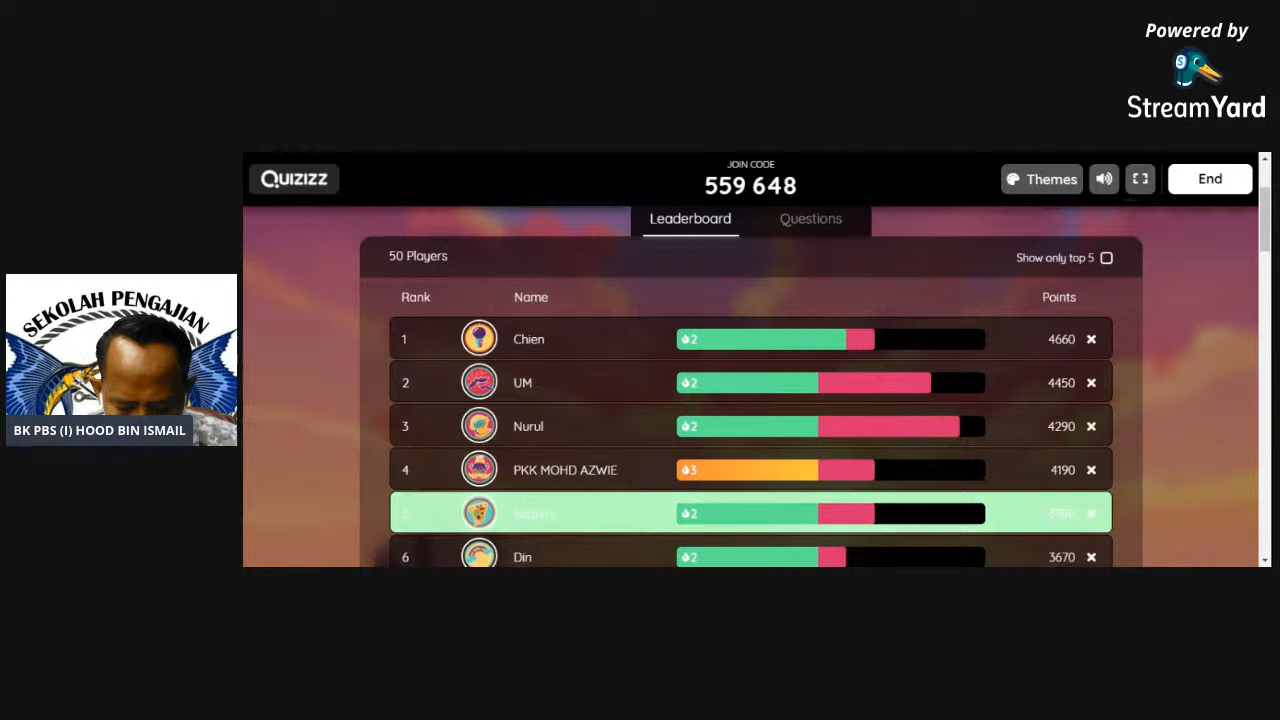 Powered by
StreamYard
QUIZIZZ
JOIN CODE
559 648
Themes
End
Leaderboard
Questions
50 Players
Show only top 5
Rank
Name
Points
1
Chien
2
4660
2
UM
2
4450
3
Nurul
2
4290
4
PKK MOHD AZWIE
3
4190
2
6
Din
2
3670
SEKOLAH PENGAJIAN
BK PBS (I) HOOD BIN ISMAIL